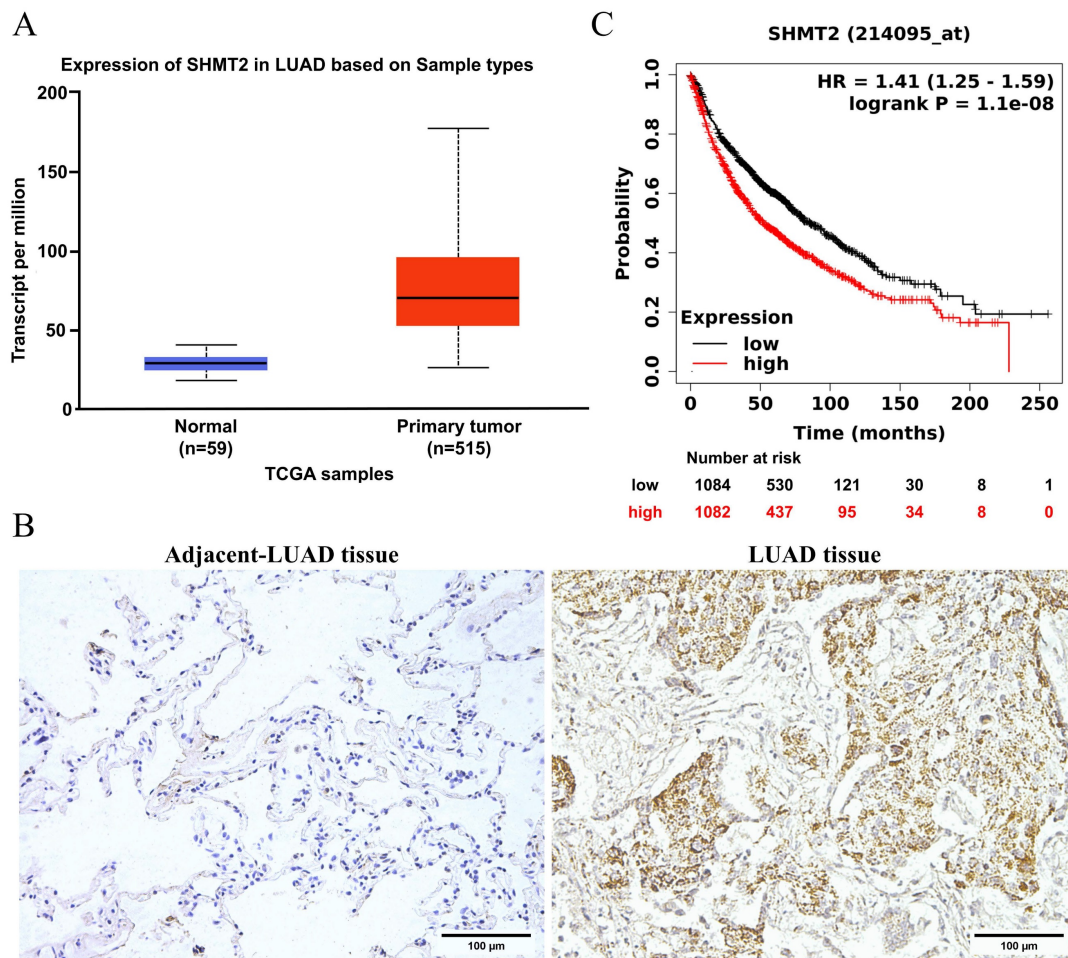 A
Expression of SHMT2 in LUAD based on Sample types
Transcript per million
200
150
100
50
0
Normal
(n=59)
Primary tumor
(n=515)
TCGA samples
C
SHMT2 (214095_at)
HR = 1.41 (1.25 - 1.59)
logrank P = 1.1e-08
Probability
1.0
0.8
0.6
0.4
0.2
0.0
Expression
low
high
0 50 100 150 200 250
Time (months)
Number at risk
low 1084 530 121 30 8 1
high 1082 437 95 34 8 0
B
Adjacent-LUAD tissue
LUAD tissue
100 µm
100 µm